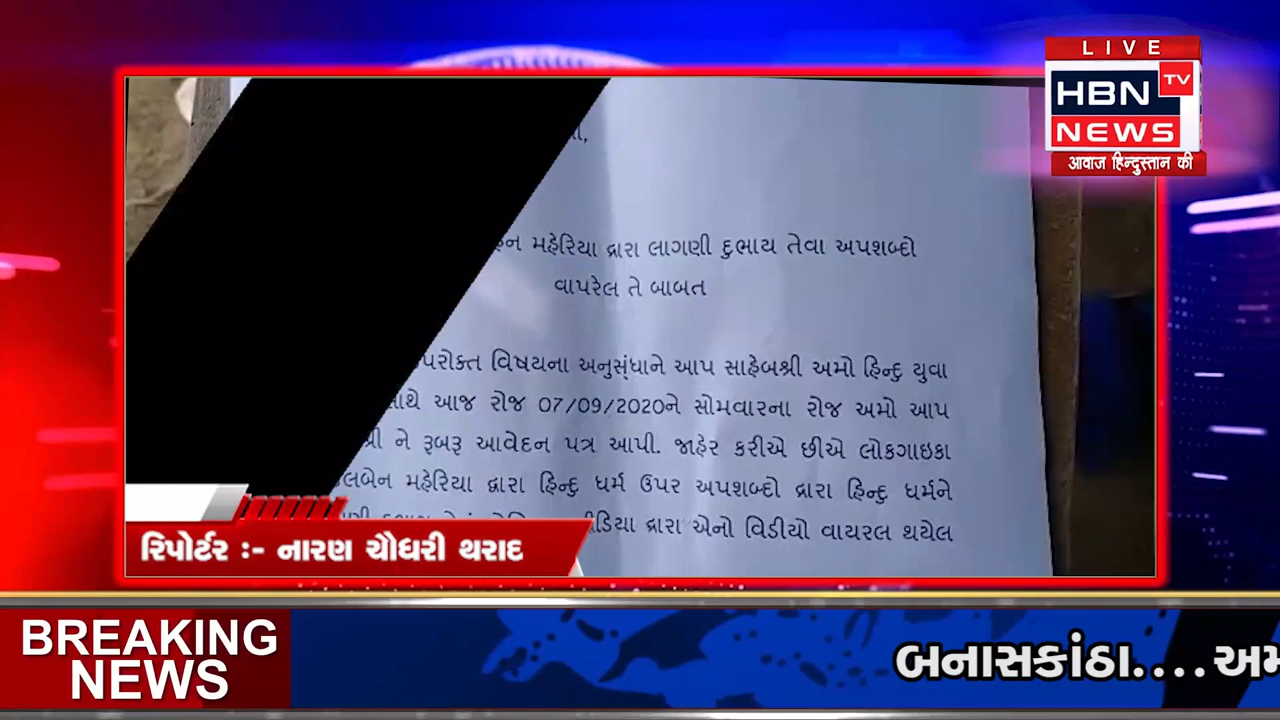 LIVE
HBN TV
NEWS
आवाज हिन्दुस्तान की
મહેરિયા દ્વારા લાગણી દુભાય તેવા અપશબ્દો
વાપરેલ તે બાબત
વિષયના અનુસંધાને આપ સાહેબશ્રી અમો હિન્દુ યુવા
આજ રોજ 07/09/2020ને સોમવારના રોજ અમો આપ
ને રૂબરૂ આવેદન પત્ર આપી. જાહેર કરીએ છીએ લોકગાઇકા
મહેરિયા દ્વારા હિન્દુ ધર્મ ઉપર અપશબ્દો દ્વારા હિન્દુ ધર્મને
દ્વારા એનો વિડીયો વાયરલ થયેલ
રિપોર્ટર :- નારણ ચૌધરી થરાદ
BREAKING
NEWS
બનાસકાંઠા....